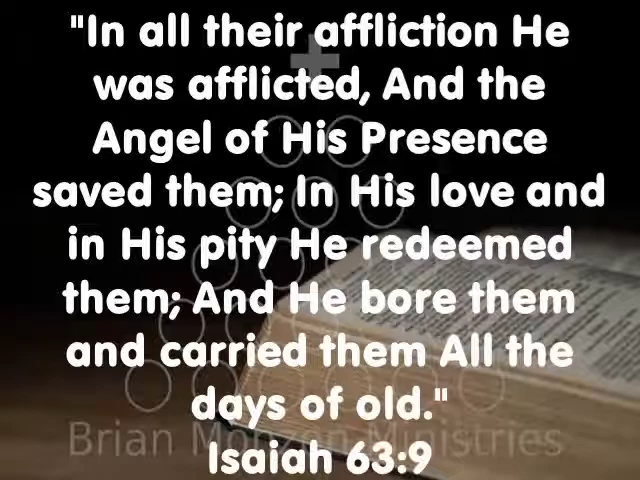 "In all their affliction He
was afflicted, And the
Angel of His Presence
saved them; In His love and
in His pity He redeemed
them; And He bore them
and carried them All the
days of old."
Brian Ministries
Isaiah 63:9